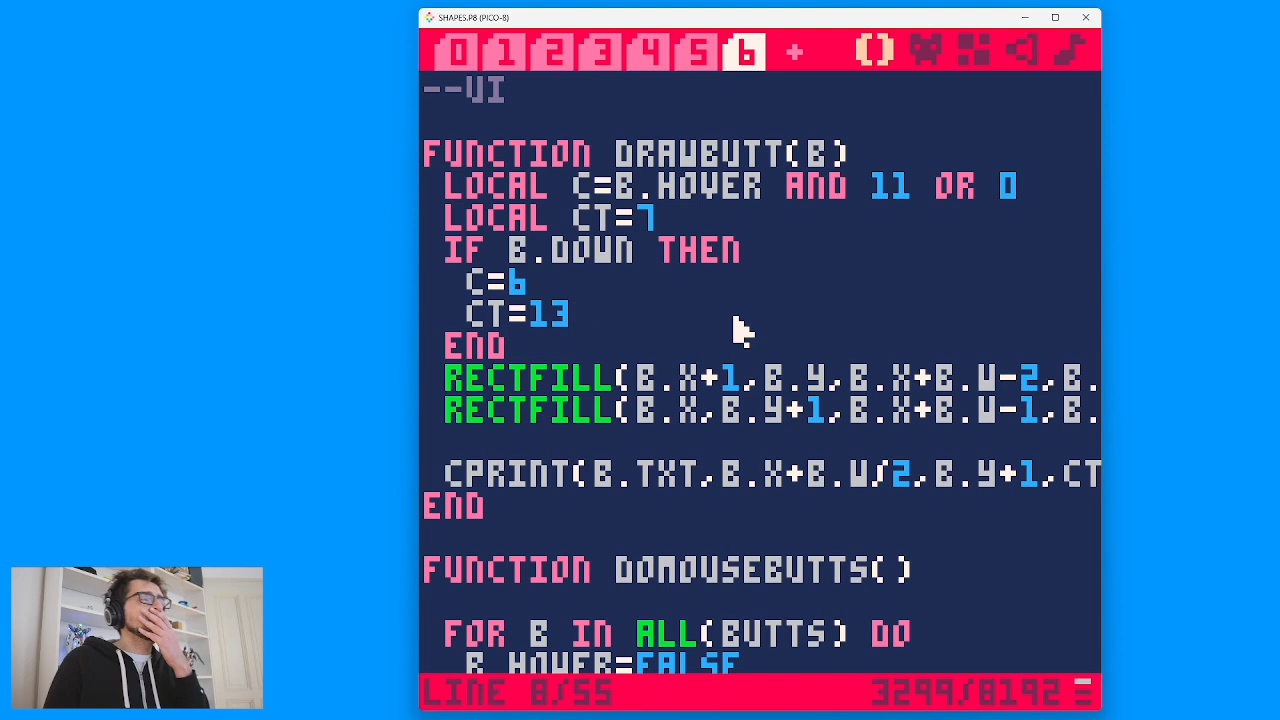 SHAPES.P8 (PICO-8)
0 1 2 3 4 5 6 +
--UI
FUNCTION DRAWBUTT(B)
LOCAL C=B.HOVER AND 11 OR 0
LOCAL CT=7
IF B.DOWN THEN
C=6
CT=13
END
RECTFILL(B.X+1,B.Y,B.X+B.W-2,B.
RECTFILL(B.X,B.Y+1,B.X+B.W-1,B.
CPRINT(B.TXT,B.X+B.W/2,B.Y+1,CT
END
FUNCTION DOMOUSEBUTTS()
FOR B IN ALL(BUTTS) DO
B.HOVER=FALSE
LINE 8/55
3299/8192